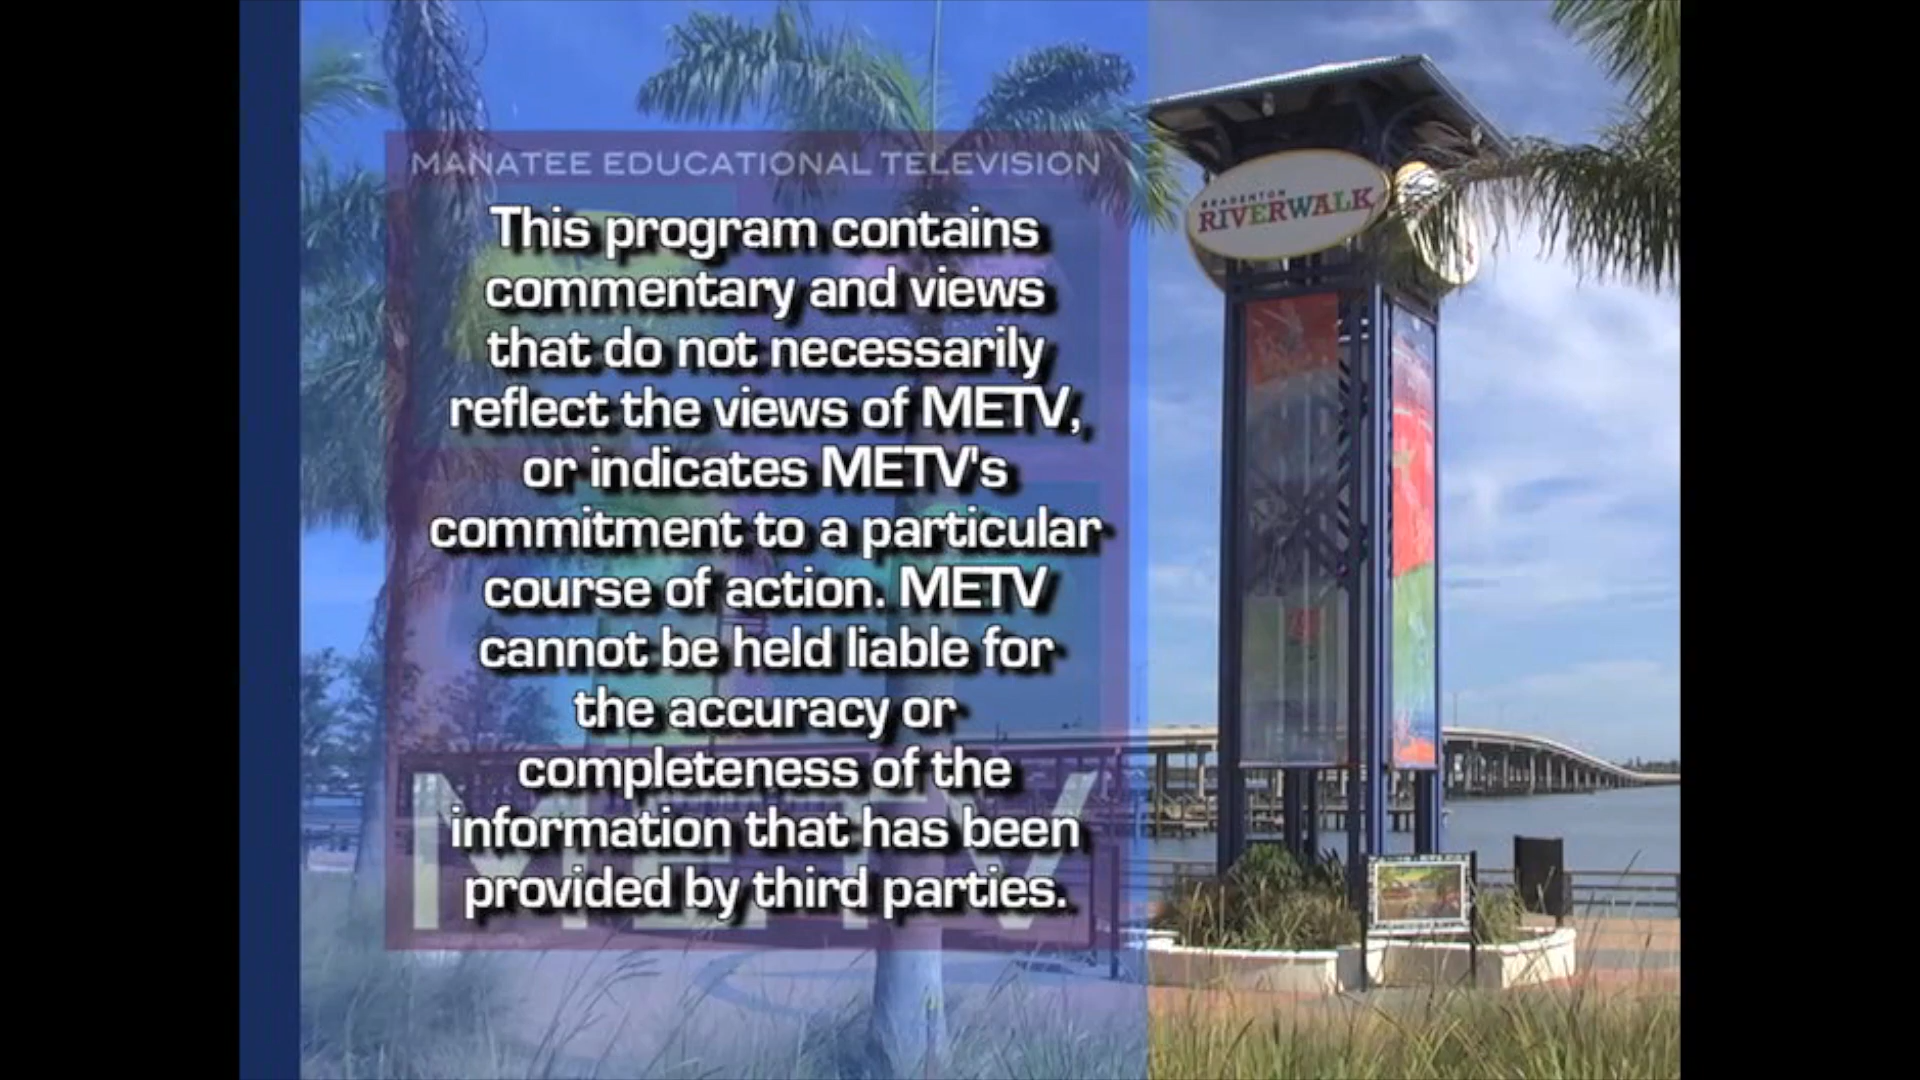 MANATEE EDUCATIONAL TELEVISION
This program contains
commentary and views
that do not necessarily
reflect the views of METV,
or indicates METV's
commitment to a particular
course of action. METV
cannot be held liable for
the accuracy or
completeness of the
information that has been
provided by third parties.
METV
BRADENTON
RIVERWALK